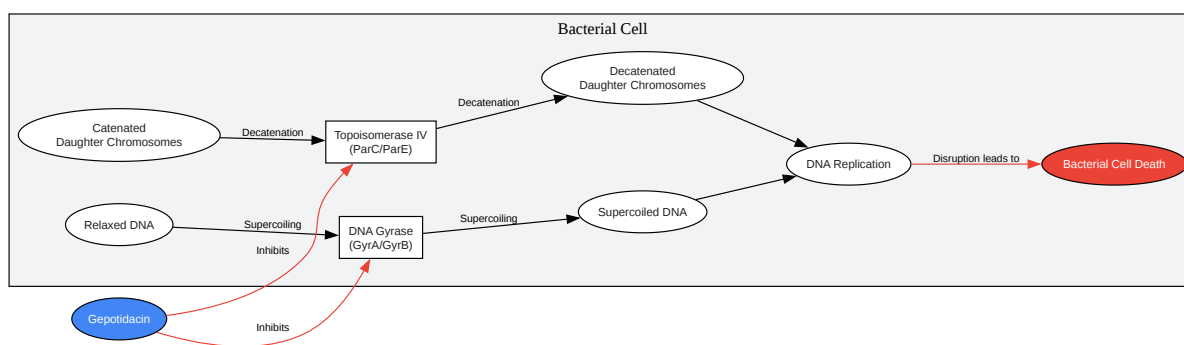 Bacterial Cell
Decatenated
Daughter Chromosomes
Decatenation
Catenated
Daughter Chromosomes
Decatenation
Topoisomerase IV
(ParC/ParE)
DNA Replication
Disruption leads to
Bacterial Cell Death
Relaxed DNA
Supercoiling
DNA Gyrase
(GyrA/GyrB)
Supercoiling
Supercoiled DNA
Inhibits
Gepotidacin
Inhibits